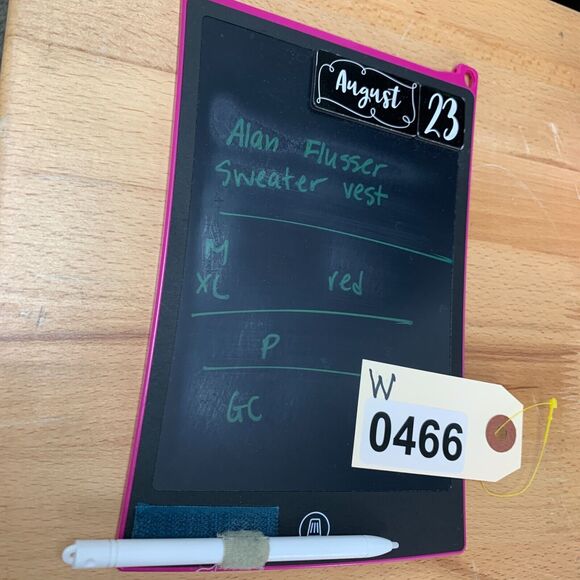 August 23
Alan Flusser
Sweater vest
M
XL red
P
GC
W
0466